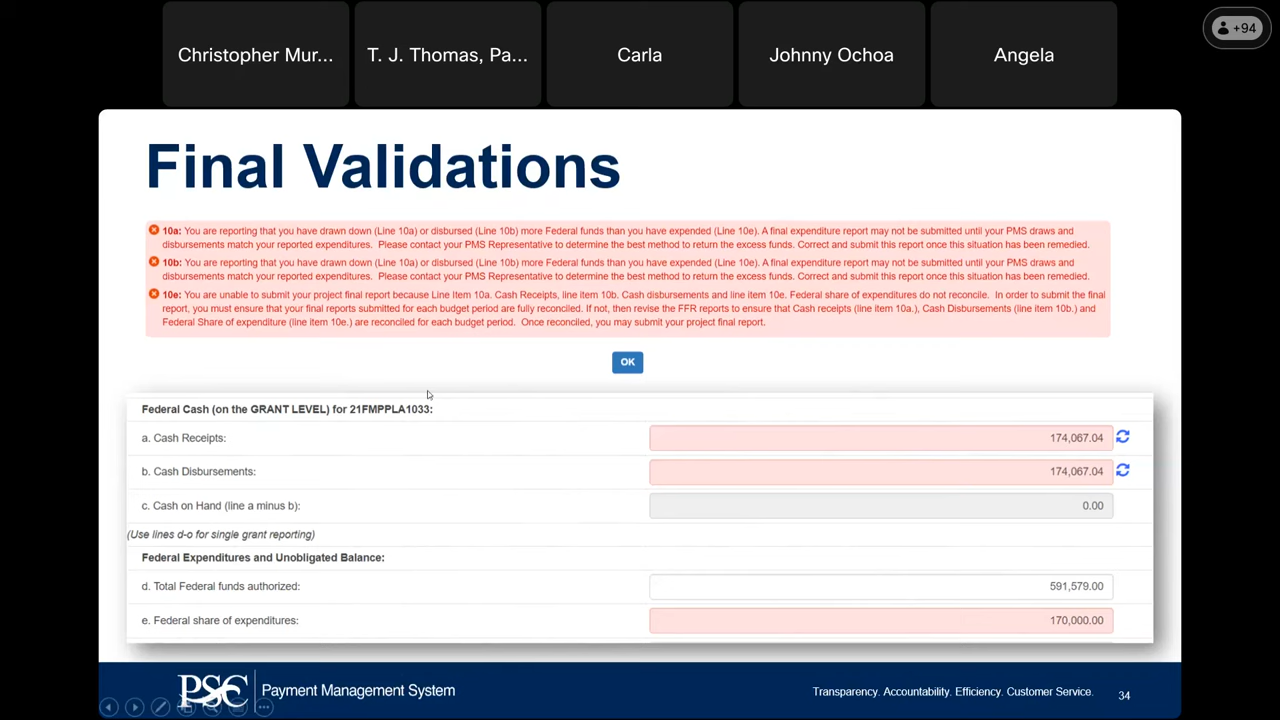 Christopher Mur...
T. J. Thomas, Pa...
Carla
Johnny Ochoa
Angela
+94
Final Validations
10a: You are reporting that you have drawn down (Line 10a) or disbursed (Line 10b) more Federal funds than you have expended (Line 10e). A final expenditure report may not be submitted until your PMS draws and
disbursements match your reported expenditures. Please contact your PMS Representative to determine the best method to return the excess funds. Correct and submit this report once this situation has been remedied.
10b: You are reporting that you have drawn down (Line 10a) or disbursed (Line 10b) more Federal funds than you have expended (Line 10e). A final expenditure report may not be submitted until your PMS draws and
disbursements match your reported expenditures. Please contact your PMS Representative to determine the best method to return the excess funds. Correct and submit this report once this situation has been remedied.
10e: You are unable to submit your project final report because Line Item 10a. Cash Receipts, line item 10b. Cash disbursements and line item 10e. Federal share of expenditures do not reconcile. In order to submit the final
report, you must ensure that your final reports submitted for each budget period are fully reconciled. If not, then revise the FFR reports to ensure that Cash receipts (line item 10a.), Cash Disbursements (line item 10b.) and
Federal Share of expenditure (line item 10e.) are reconciled for each budget period. Once reconciled, you may submit your project final report.
OK
Federal Cash (on the GRANT LEVEL) for 21FMPPLA1033:
a. Cash Receipts: 174,067.04
b. Cash Disbursements: 174,067.04
c. Cash on Hand (line a minus b): 0.00
(Use lines d-o for single grant reporting)
Federal Expenditures and Unobligated Balance:
d. Total Federal funds authorized: 591,579.00
e. Federal share of expenditures: 170,000.00
PSC Payment Management System
Transparency. Accountability. Efficiency. Customer Service. 34